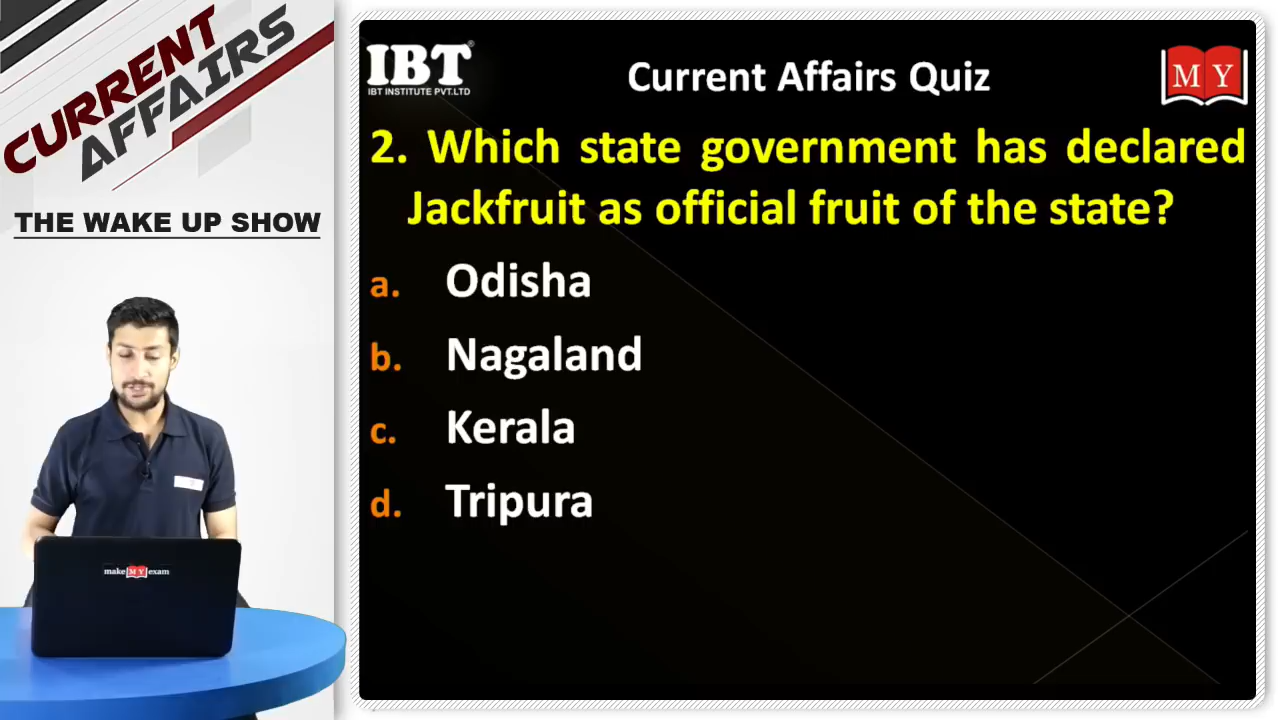 CURRENT
AFFAIRS
THE WAKE UP SHOW
IBT®
IBT INSTITUTE PVT.LTD
Current Affairs Quiz
M Y
2. Which state government has declared
Jackfruit as official fruit of the state?
a. Odisha
b. Nagaland
c. Kerala
d. Tripura
make MY exam